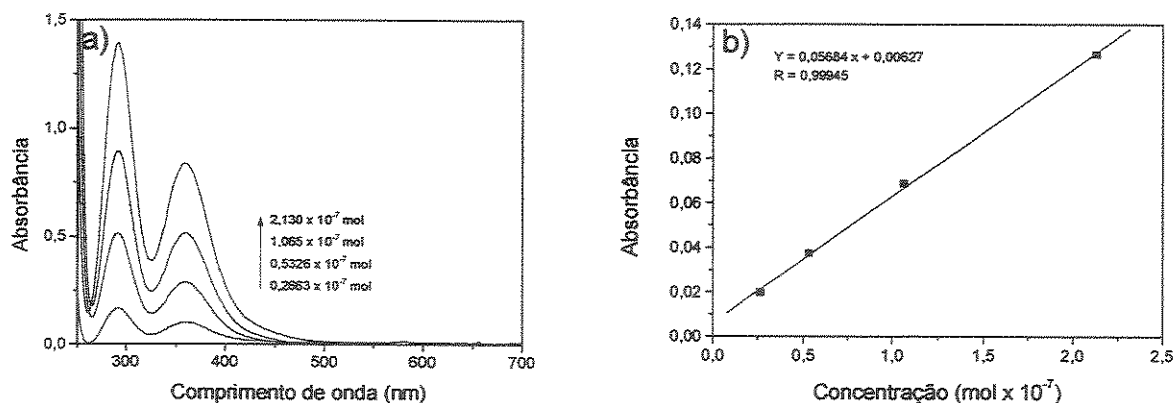 a)
Absorbância
1,5
1,0
0,5
0,0
2,130 x 10⁻⁷ mol
1,065 x 10⁻⁷ mol
0,5326 x 10⁻⁷ mol
0,2663 x 10⁻⁷ mol
300 400 500 600 700
Comprimento de onda (nm)
b)
Absorbância
0,14
0,12
0,10
0,08
0,06
0,04
0,02
0,00
Y = 0,05684 x + 0,00627
R = 0,99945
0,0 0,5 1,0 1,5 2,0 2,5
Concentração (mol x 10⁻⁷)